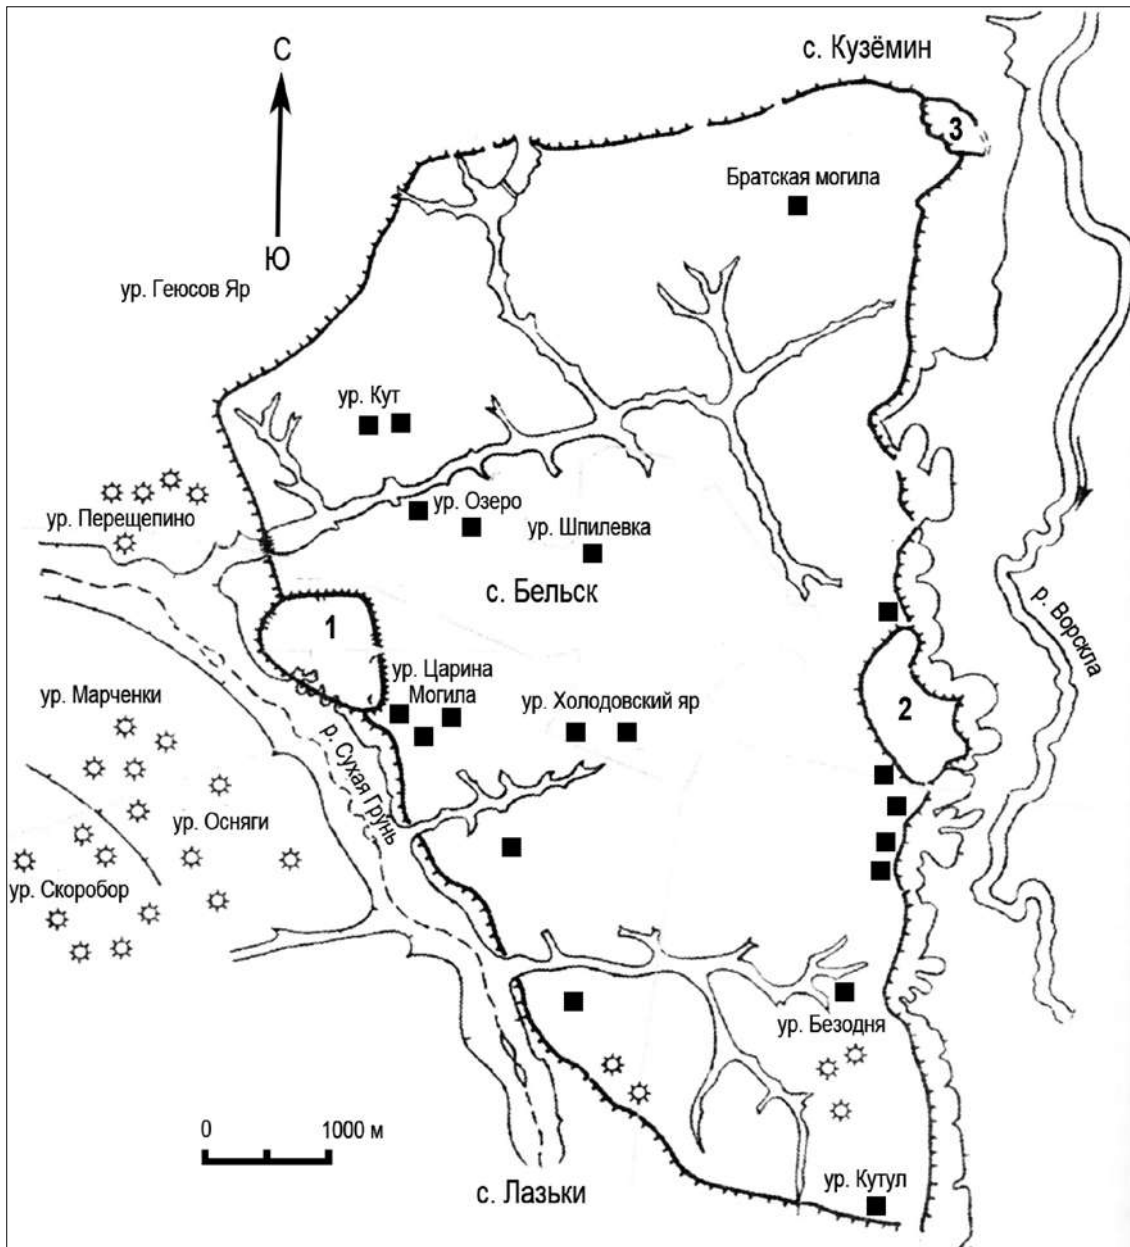 с. Кузёмин
С
3
Братская могила
Ю
ур. Геюсов Яр
ур. Кут
ур. Озеро
ур. Перещепино
ур. Шпилевка
с. Бельск
р. Ворскла
1
ур. Царина
Могила
ур. Марченки
ур. Холодовский яр
2
р. Сухая Грунь
ур. Осняги
ур. Скоробор
ур. Безодня
0
1000 м
ур. Кутул
с. Лазьки